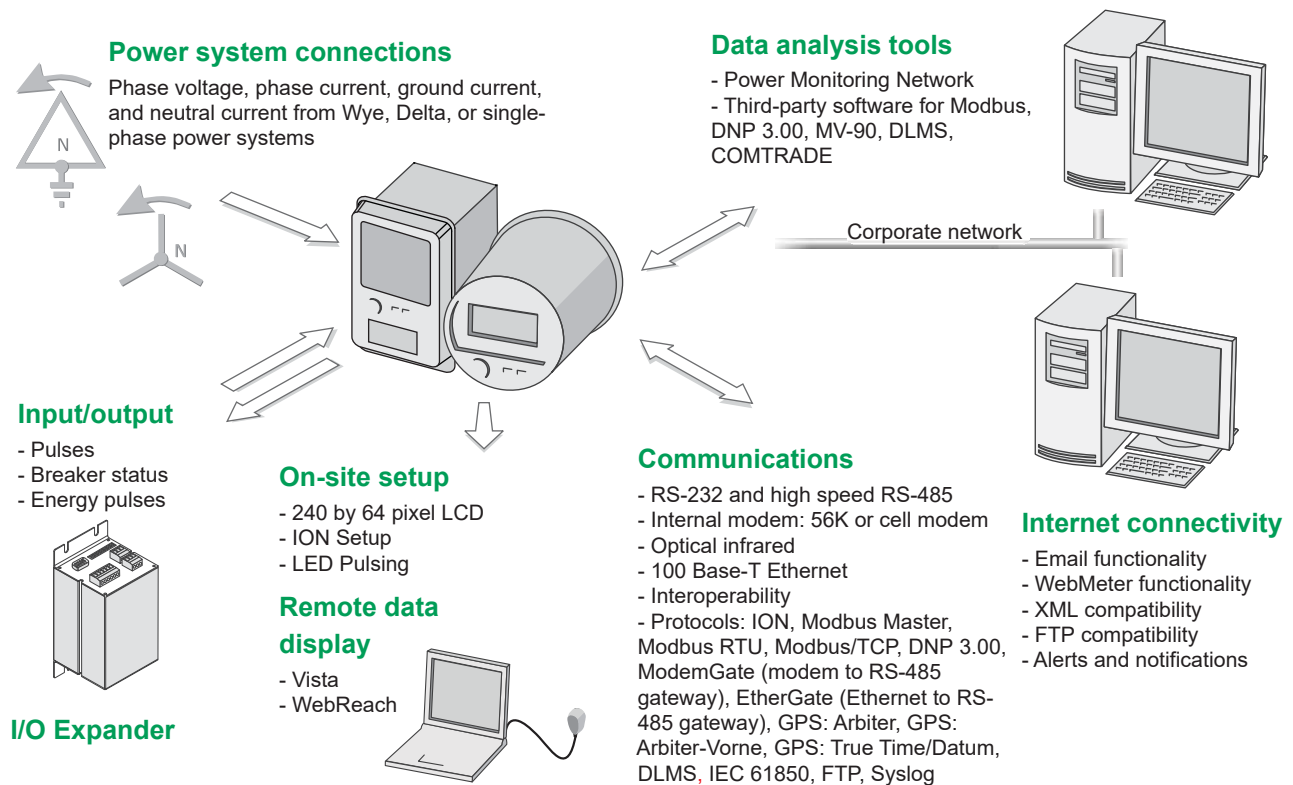 Power system connections
Phase voltage, phase current, ground current,
and neutral current from Wye, Delta, or single-
phase power systems
N
N
Data analysis tools
- Power Monitoring Network
- Third-party software for Modbus,
DNP 3.00, MV-90, DLMS,
COMTRADE
Corporate network
Input/output
- Pulses
- Breaker status
- Energy pulses
I/O Expander
On-site setup
- 240 by 64 pixel LCD
- ION Setup
- LED Pulsing
Remote data
display
- Vista
- WebReach
Communications
- RS-232 and high speed RS-485
- Internal modem: 56K or cell modem
- Optical infrared
- 100 Base-T Ethernet
- Interoperability
- Protocols: ION, Modbus Master,
Modbus RTU, Modbus/TCP, DNP 3.00,
ModemGate (modem to RS-485
gateway), EtherGate (Ethernet to RS-
485 gateway), GPS: Arbiter, GPS:
Arbiter-Vorne, GPS: True Time/Datum,
DLMS, IEC 61850, FTP, Syslog
Internet connectivity
- Email functionality
- WebMeter functionality
- XML compatibility
- FTP compatibility
- Alerts and notifications